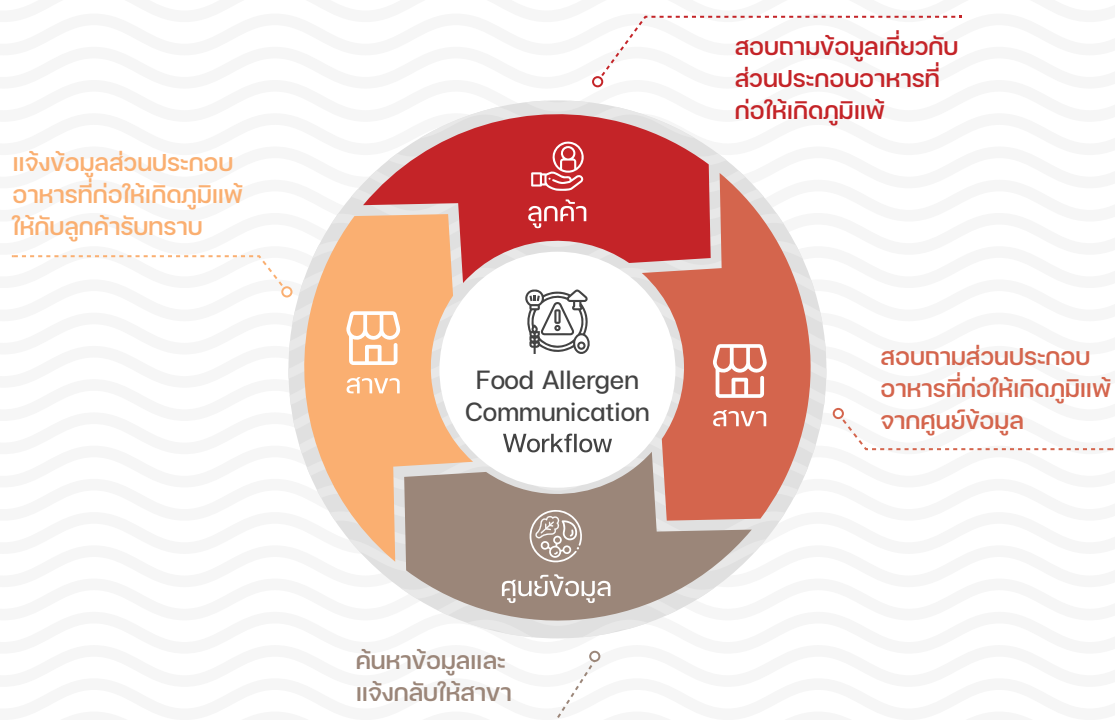 สอบถามข้อมูลเกี่ยวกับ
ส่วนประกอบอาหารที่
ก่อให้เกิดภูมิแพ้
ลูกค้า
สอบถามส่วนประกอบ
อาหารที่ก่อให้เกิดภูมิแพ้
จากศูนย์ข้อมูล
สาขา
ค้นหาข้อมูลและ
แจ้งกลับให้สาขา
ศูนย์ข้อมูล
แจ้งข้อมูลส่วนประกอบ
อาหารที่ก่อให้เกิดภูมิแพ้
ให้กับลูกค้ารับทราบ
สาขา
Food Allergen
Communication
Workflow